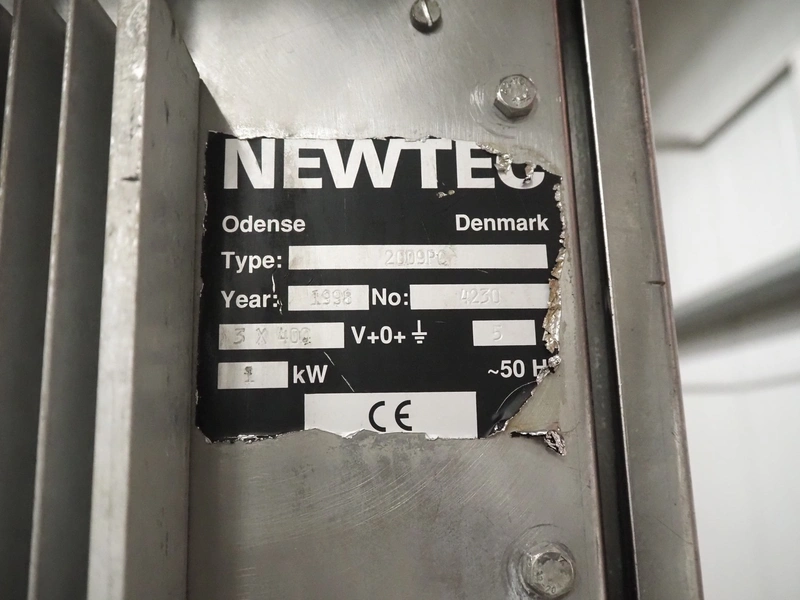 NEWTEC
Odense Denmark
Type: 2009PC
Year: 1998 No: 4230
3 X 400 V+0+⏚ 5
1 kW ~50 H
CE